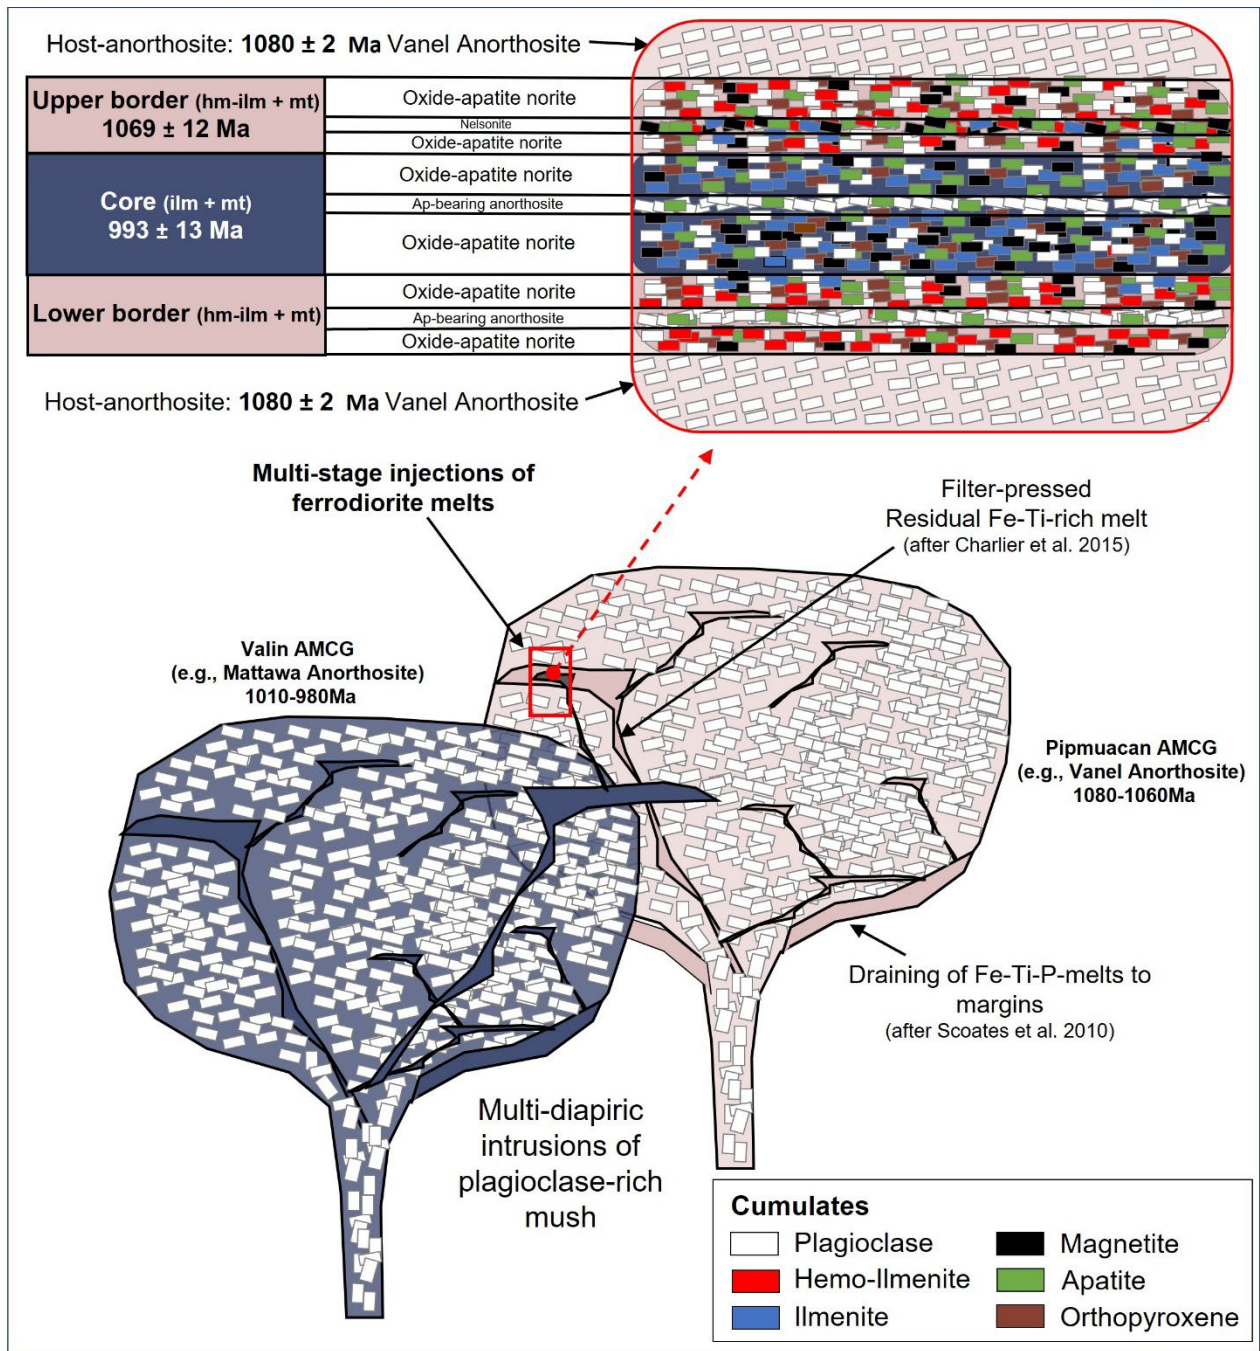 Host-anorthosite: 1080 ± 2 Ma Vanel Anorthosite
Upper border (hm-ilm + mt)
1069 ± 12 Ma
Oxide-apatite norite
Nelsonite
Oxide-apatite norite
Core (ilm + mt)
993 ± 13 Ma
Oxide-apatite norite
Ap-bearing anorthosite
Oxide-apatite norite
Lower border (hm-ilm + mt)
Oxide-apatite norite
Ap-bearing anorthosite
Oxide-apatite norite
Host-anorthosite: 1080 ± 2 Ma Vanel Anorthosite
Multi-stage injections of
ferrodiorite melts
Filter-pressed
Residual Fe-Ti-rich melt
(after Charlier et al. 2015)
Valin AMCG
(e.g., Mattawa Anorthosite)
1010-980Ma
Pipmuacan AMCG
(e.g., Vanel Anorthosite)
1080-1060Ma
Draining of Fe-Ti-P-melts to
margins
(after Scoates et al. 2010)
Multi-diapiric
intrusions of
plagioclase-rich
mush
Cumulates
Plagioclase
Magnetite
Hemo-Ilmenite
Apatite
Ilmenite
Orthopyroxene